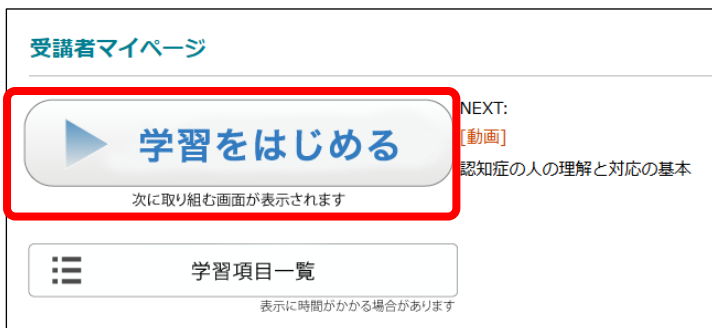 受講者マイページ
学習をはじめる
次に取り組む画面が表示されます
NEXT:
[動画]
認知症の人の理解と対応の基本
学習項目一覧
表示に時間がかかる場合があります